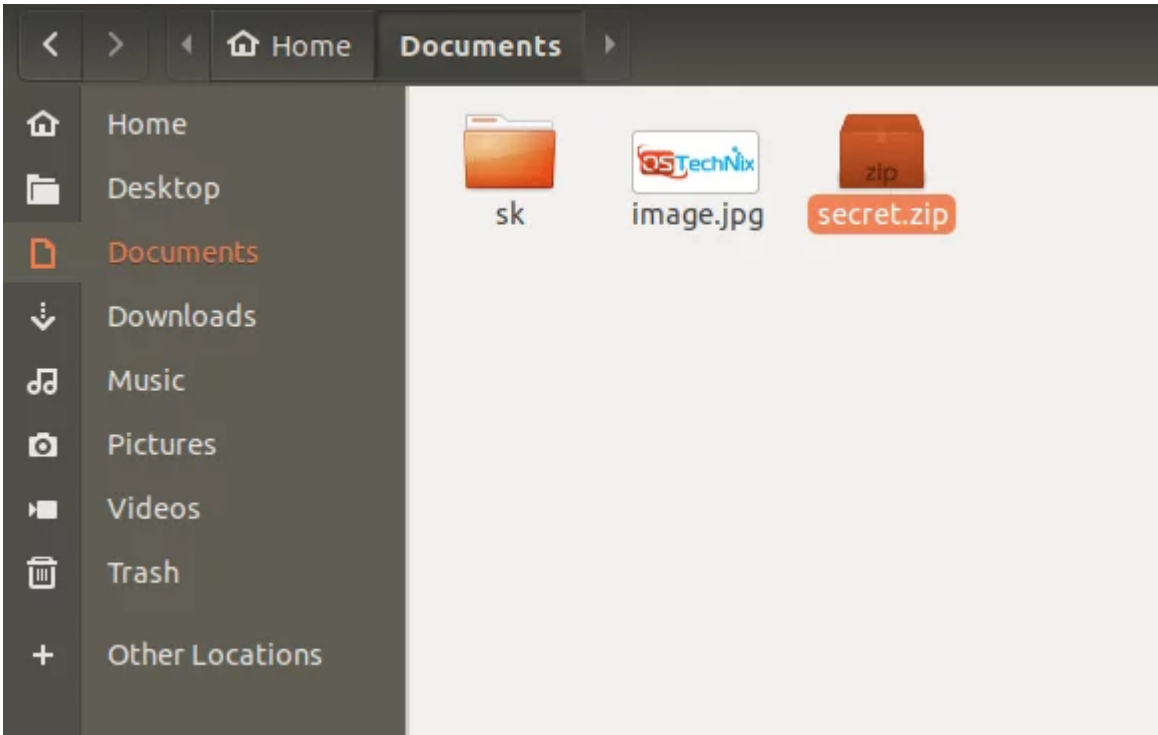 Home Documents
Home
Desktop
Documents
Downloads
Music
Pictures
Videos
Trash
Other Locations
OSTechNix
zip
sk image.jpg secret.zip